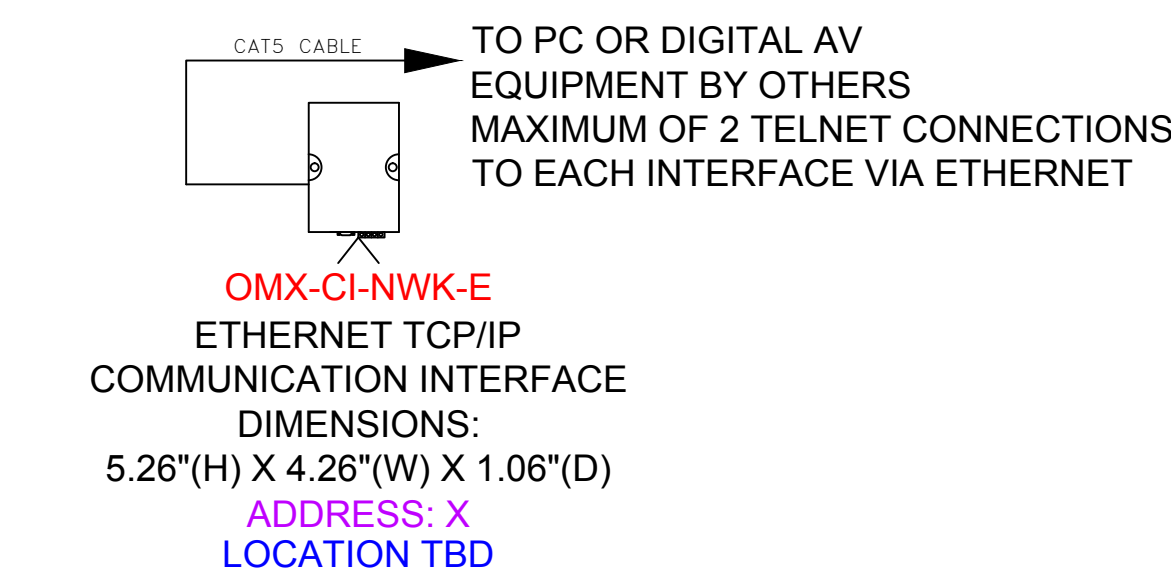 CAT5 CABLE
TO PC OR DIGITAL AV
EQUIPMENT BY OTHERS
MAXIMUM OF 2 TELNET CONNECTIONS
TO EACH INTERFACE VIA ETHERNET
OMX-CI-NWK-E
ETHERNET TCP/IP
COMMUNICATION INTERFACE
DIMENSIONS:
5.26"(H) X 4.26"(W) X 1.06"(D)
ADDRESS: X
LOCATION TBD